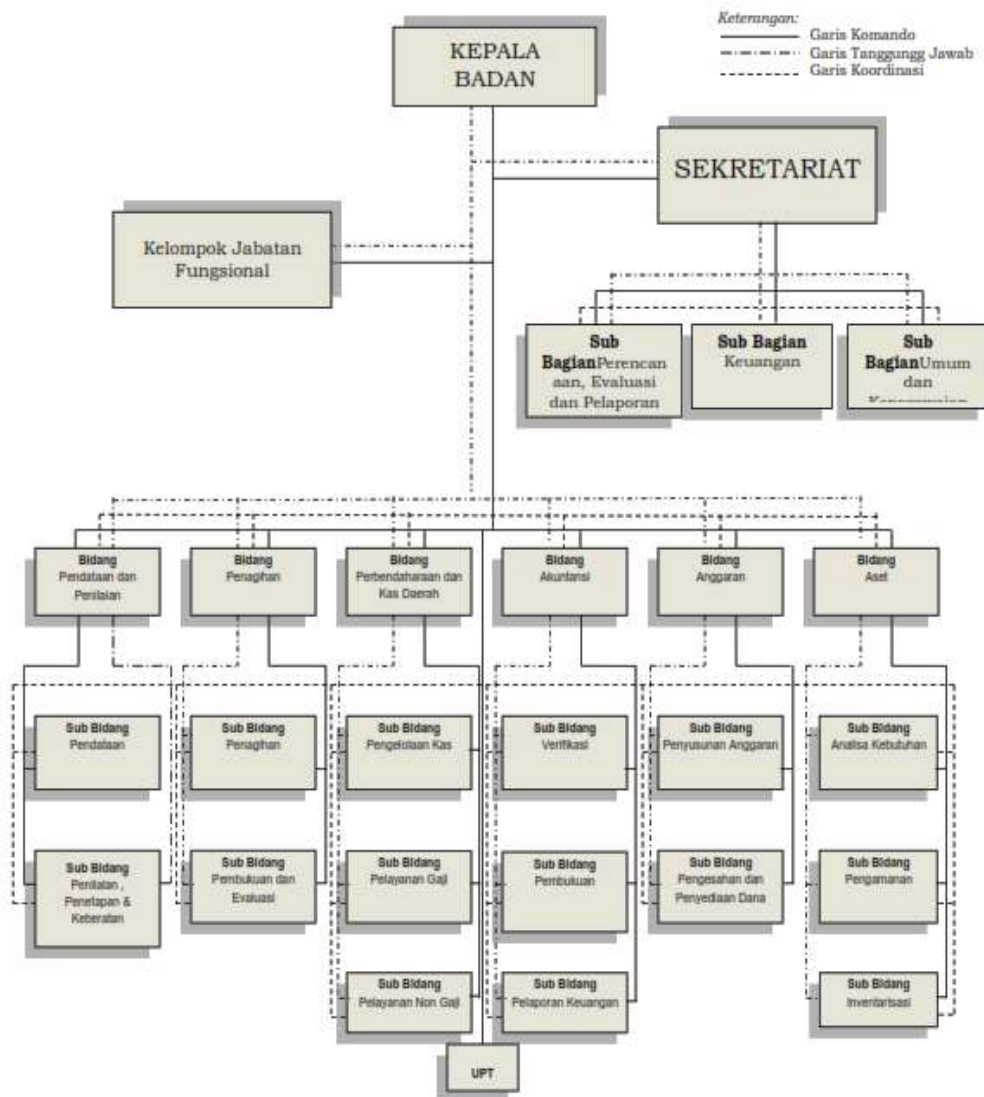 Keterangan:
Garis Komando
Garis Tanggungg Jawab
Garis Koordinasi
KEPALA
BADAN
SEKRETARIAT
Kelompok Jabatan
Fungsional
Sub
BagianPerencan
aan, Evaluasi
dan Pelaporan
Sub Bagian
Keuangan
Sub
BagianUmum
dan
Bidang
Pendataan dan
Penilaian
Bidang
Penagihan
Bidang
Perbendaharaan dan
Kas Daerah
Bidang
Akuntansi
Bidang
Anggaran
Bidang
Aset
Sub Bidang
Pendataan
Sub Bidang
Penagihan
Sub Bidang
Pengelolaan Kas
Sub Bidang
Verifikasi
Sub Bidang
Penyusunan Anggaran
Sub Bidang
Analisa Kebutuhan
Sub Bidang
Penilaian ,
Penetapan &
Keberatan
Sub Bidang
Pembukuan dan
Evaluasi
Sub Bidang
Pelayanan Gaji
Sub Bidang
Pembukuan
Sub Bidang
Pengesahan dan
Penyediaan Dana
Sub Bidang
Pengamanan
Sub Bidang
Pelayanan Non Gaji
Sub Bidang
Pelaporan Keuangan
Sub Bidang
Inventarisasi
UPT